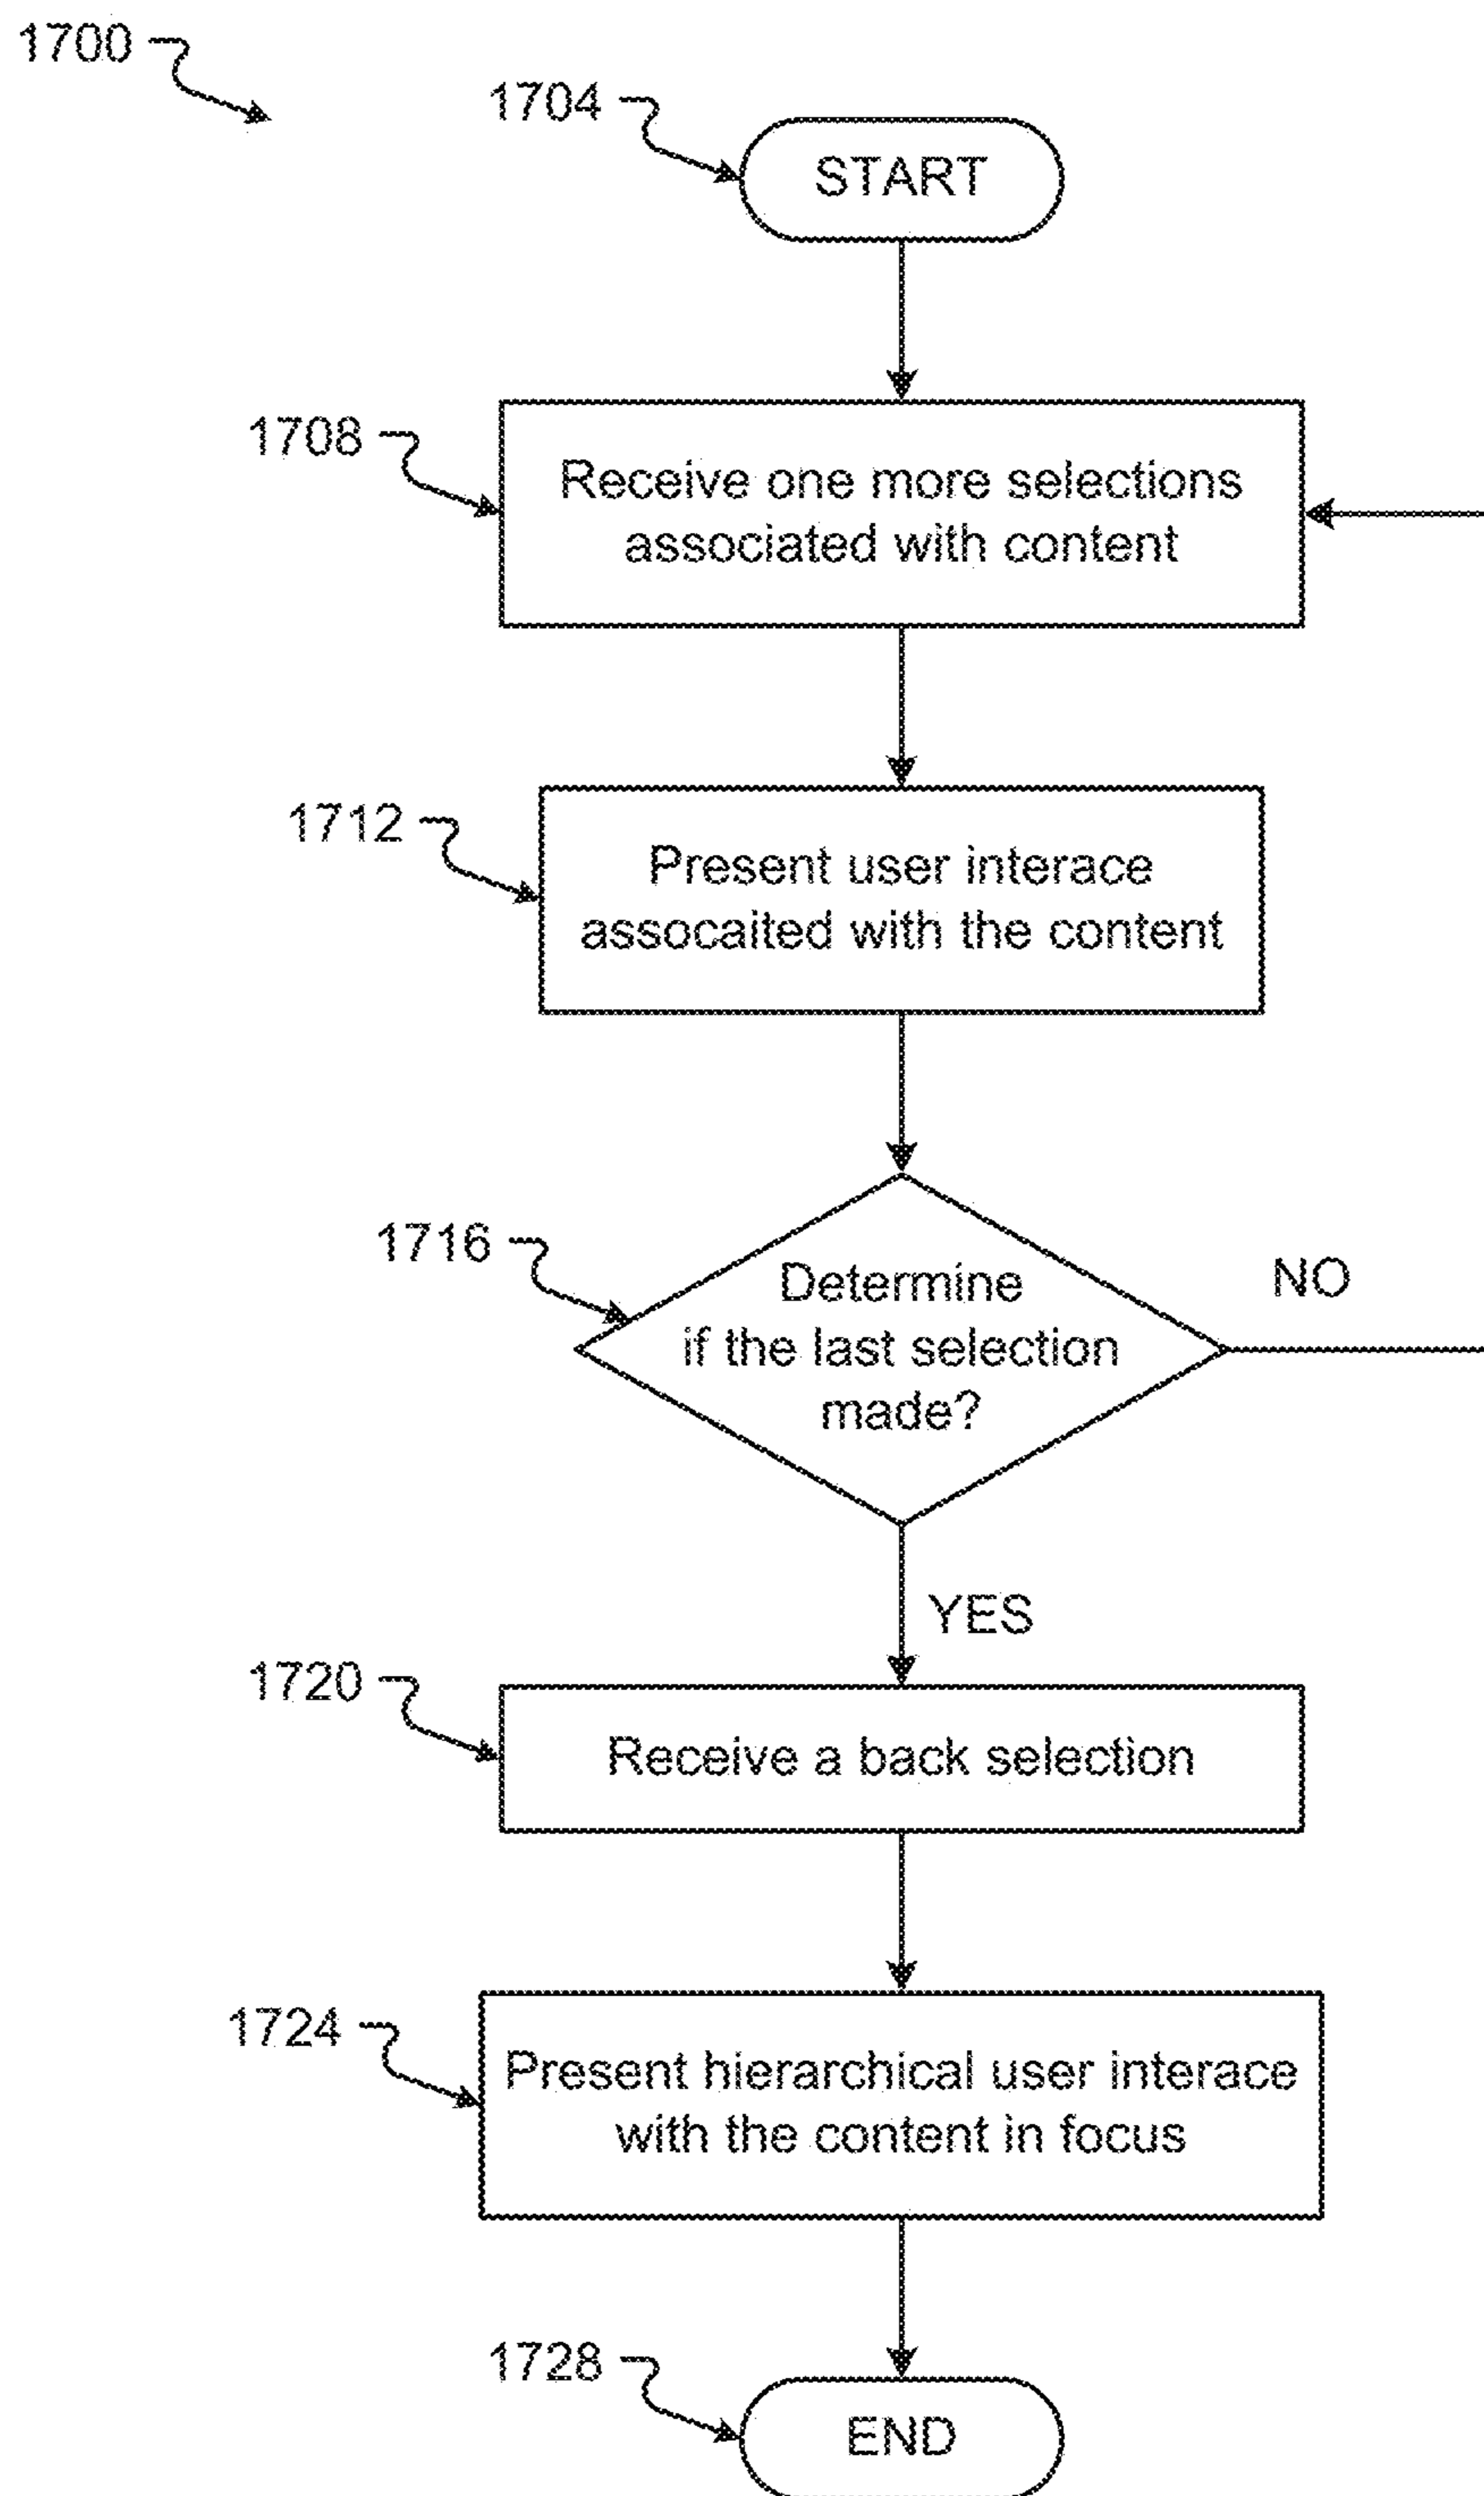 1700
1704
START
1708
Receive one more selections
associated with content
1712
Present user interace
assocaited with the content
1716
Determine
if the last selection
made?
NO
YES
1720
Receive a back selection
1724
Present hierarchical user interace
with the content in focus
1728
END